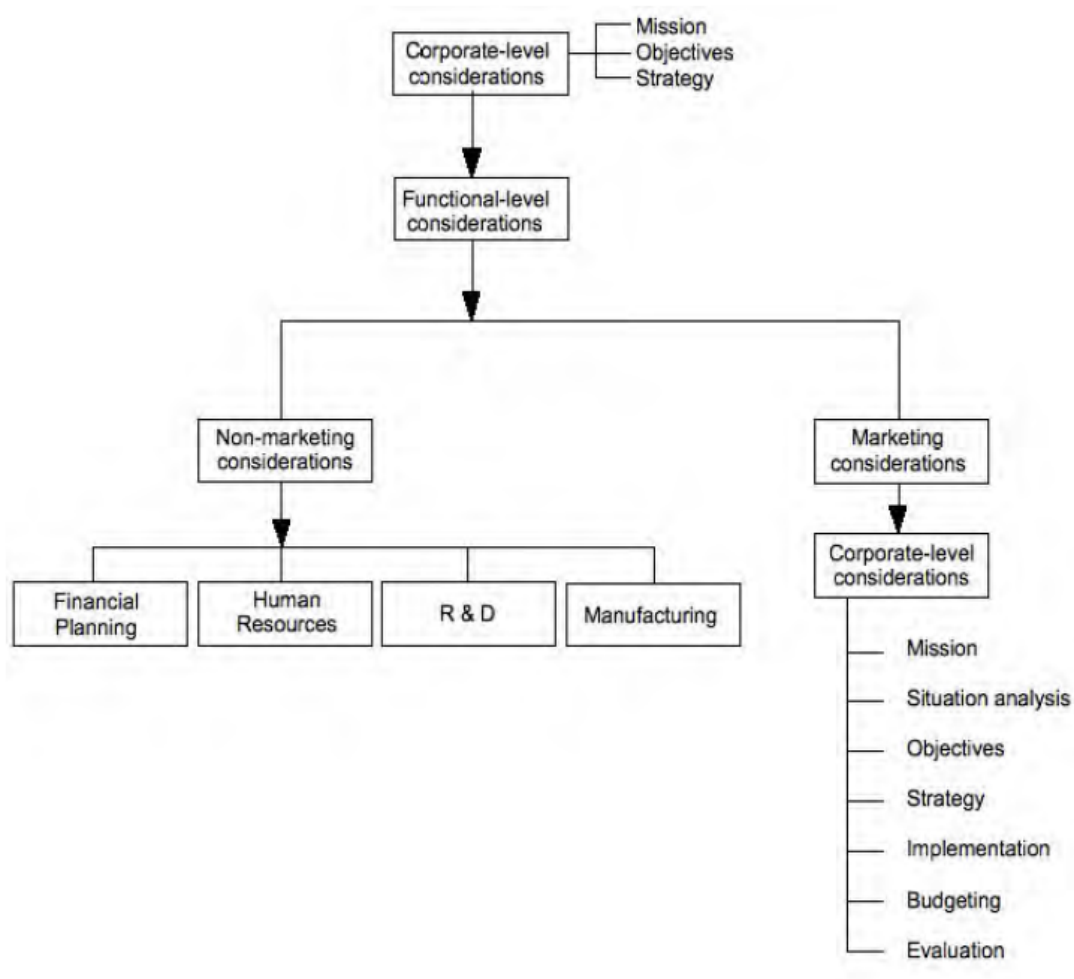 Corporate-level
considerations
Mission
Objectives
Strategy
Functional-level
considerations
Non-marketing
considerations
Marketing
considerations
Financial
Planning
Human
Resources
R & D
Manufacturing
Corporate-level
considerations
Mission
Situation analysis
Objectives
Strategy
Implementation
Budgeting
Evaluation